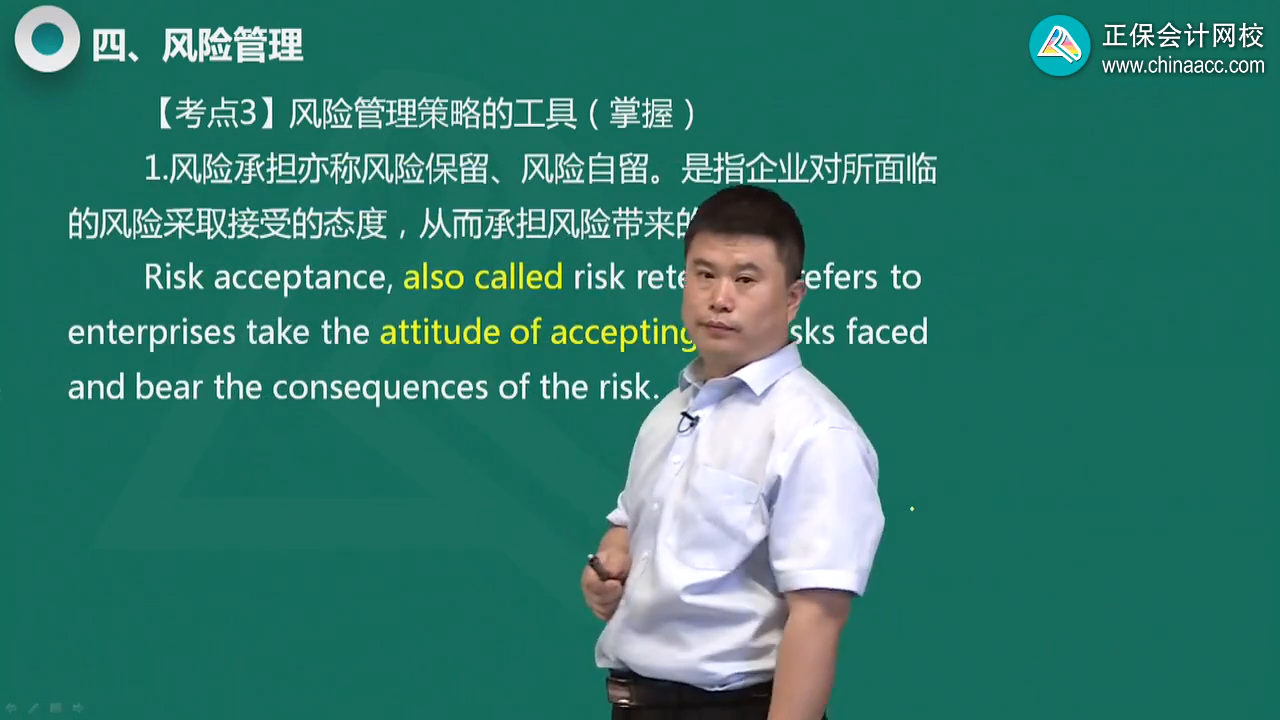 四、风险管理
正保会计网校
www.chinaacc.com
【考点3】风险管理策略的工具（掌握）
1.风险承担亦称风险保留、风险自留。是指企业对所面临
的风险采取接受的态度，从而承担风险带来的
Risk acceptance, also called risk to
enterprises take the attitude of accepting faced
and bear the consequences of the risk.